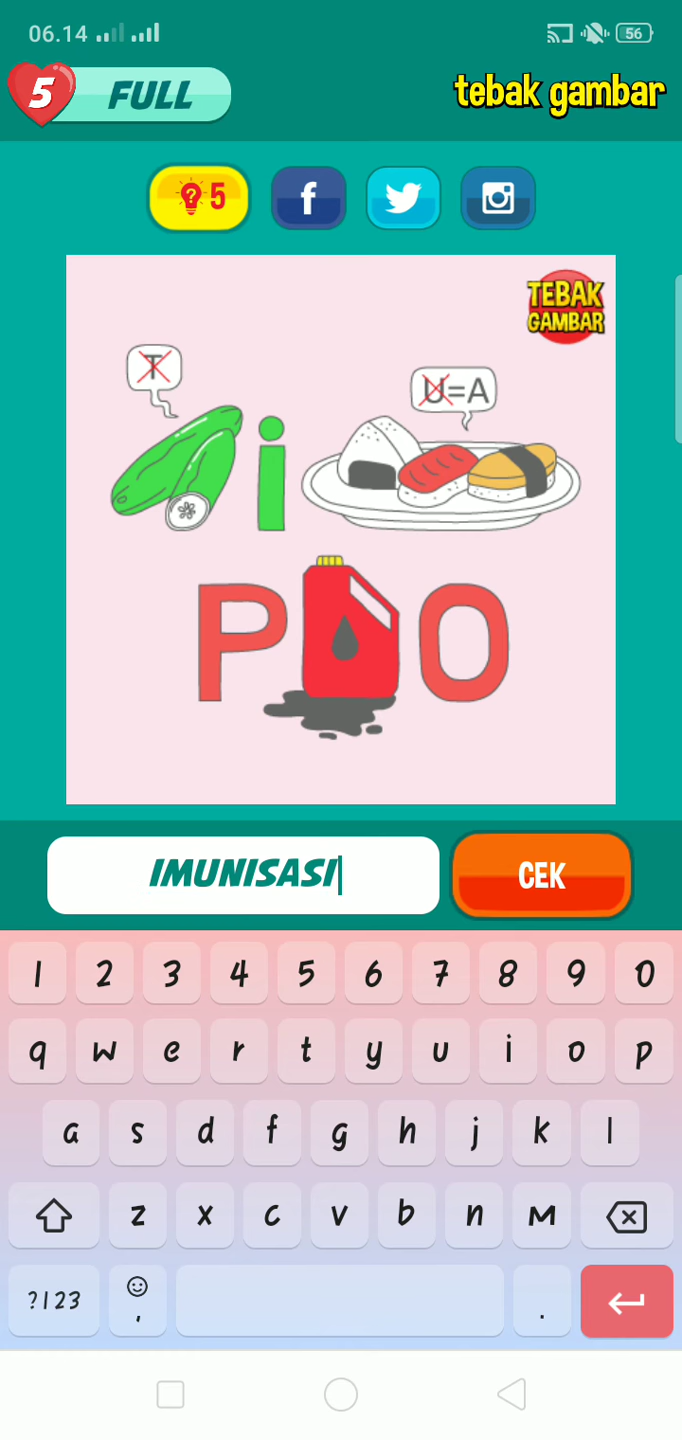 06.14
56
5 FULL
tebak gambar
5
f
TEBAK
GAMBAR
T
U=A
i
P O
IMUNISASI
CEK
1 2 3 4 5 6 7 8 9 0
q w e r t y u i o p
a s d f g h j k l
z x c v b n m
?123 , .